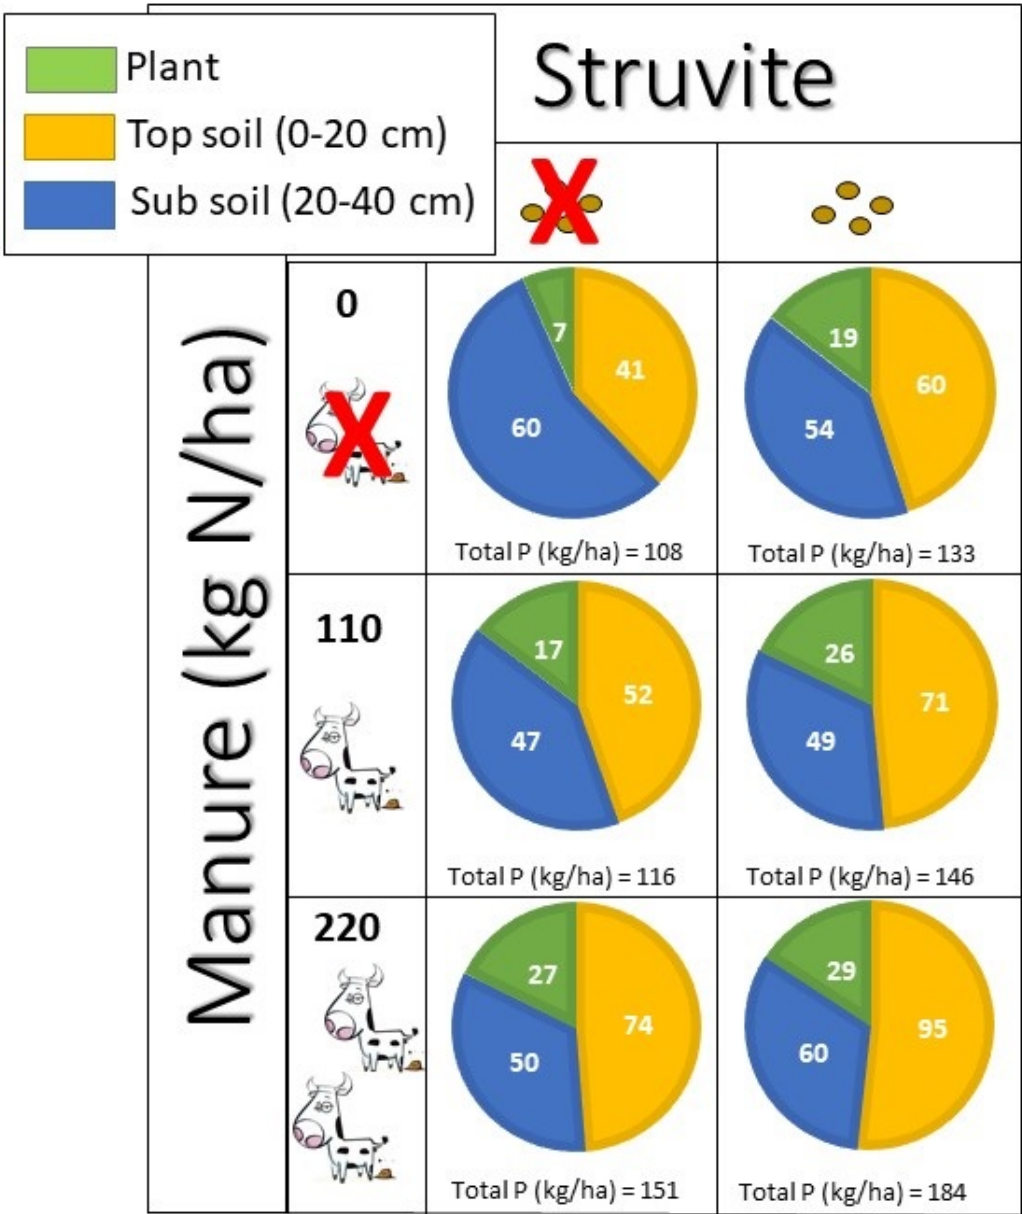 Plant
Top soil (0-20 cm)
Sub soil (20-40 cm)
Struvite
X
Manure (kg N/ha)
0
X
7
41
60
Total P (kg/ha) = 108
19
60
54
Total P (kg/ha) = 133
110
17
52
47
Total P (kg/ha) = 116
26
71
49
Total P (kg/ha) = 146
220
27
74
50
Total P (kg/ha) = 151
29
95
60
Total P (kg/ha) = 184